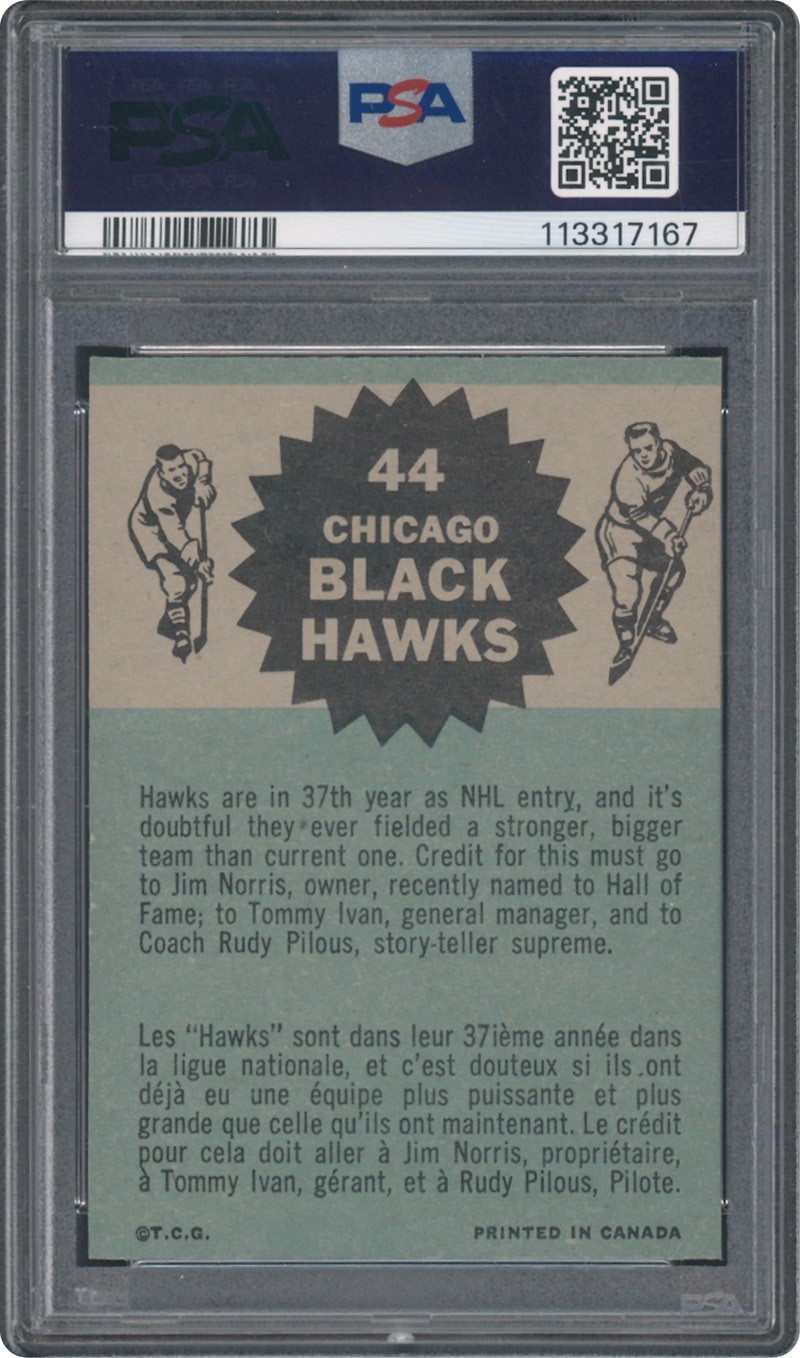 PSA
PSA
113317167
44
CHICAGO
BLACK
HAWKS
Hawks are in 37th year as NHL entry, and it's
doubtful they ever fielded a stronger, bigger
team than current one. Credit for this must go
to Jim Norris, owner, recently named to Hall of
Fame; to Tommy Ivan, general manager, and to
Coach Rudy Pilous, story-teller supreme.
Les "Hawks" sont dans leur 37ième année dans
la ligue nationale, et c'est douteux si ils ont
déjà eu une équipe plus puissante et plus
grande que celle qu'ils ont maintenant. Le crédit
pour cela doit aller à Jim Norris, propriétaire,
à Tommy Ivan, gérant, et à Rudy Pilous, Pilote.
©T.C.G. PRINTED IN CANADA
PSA